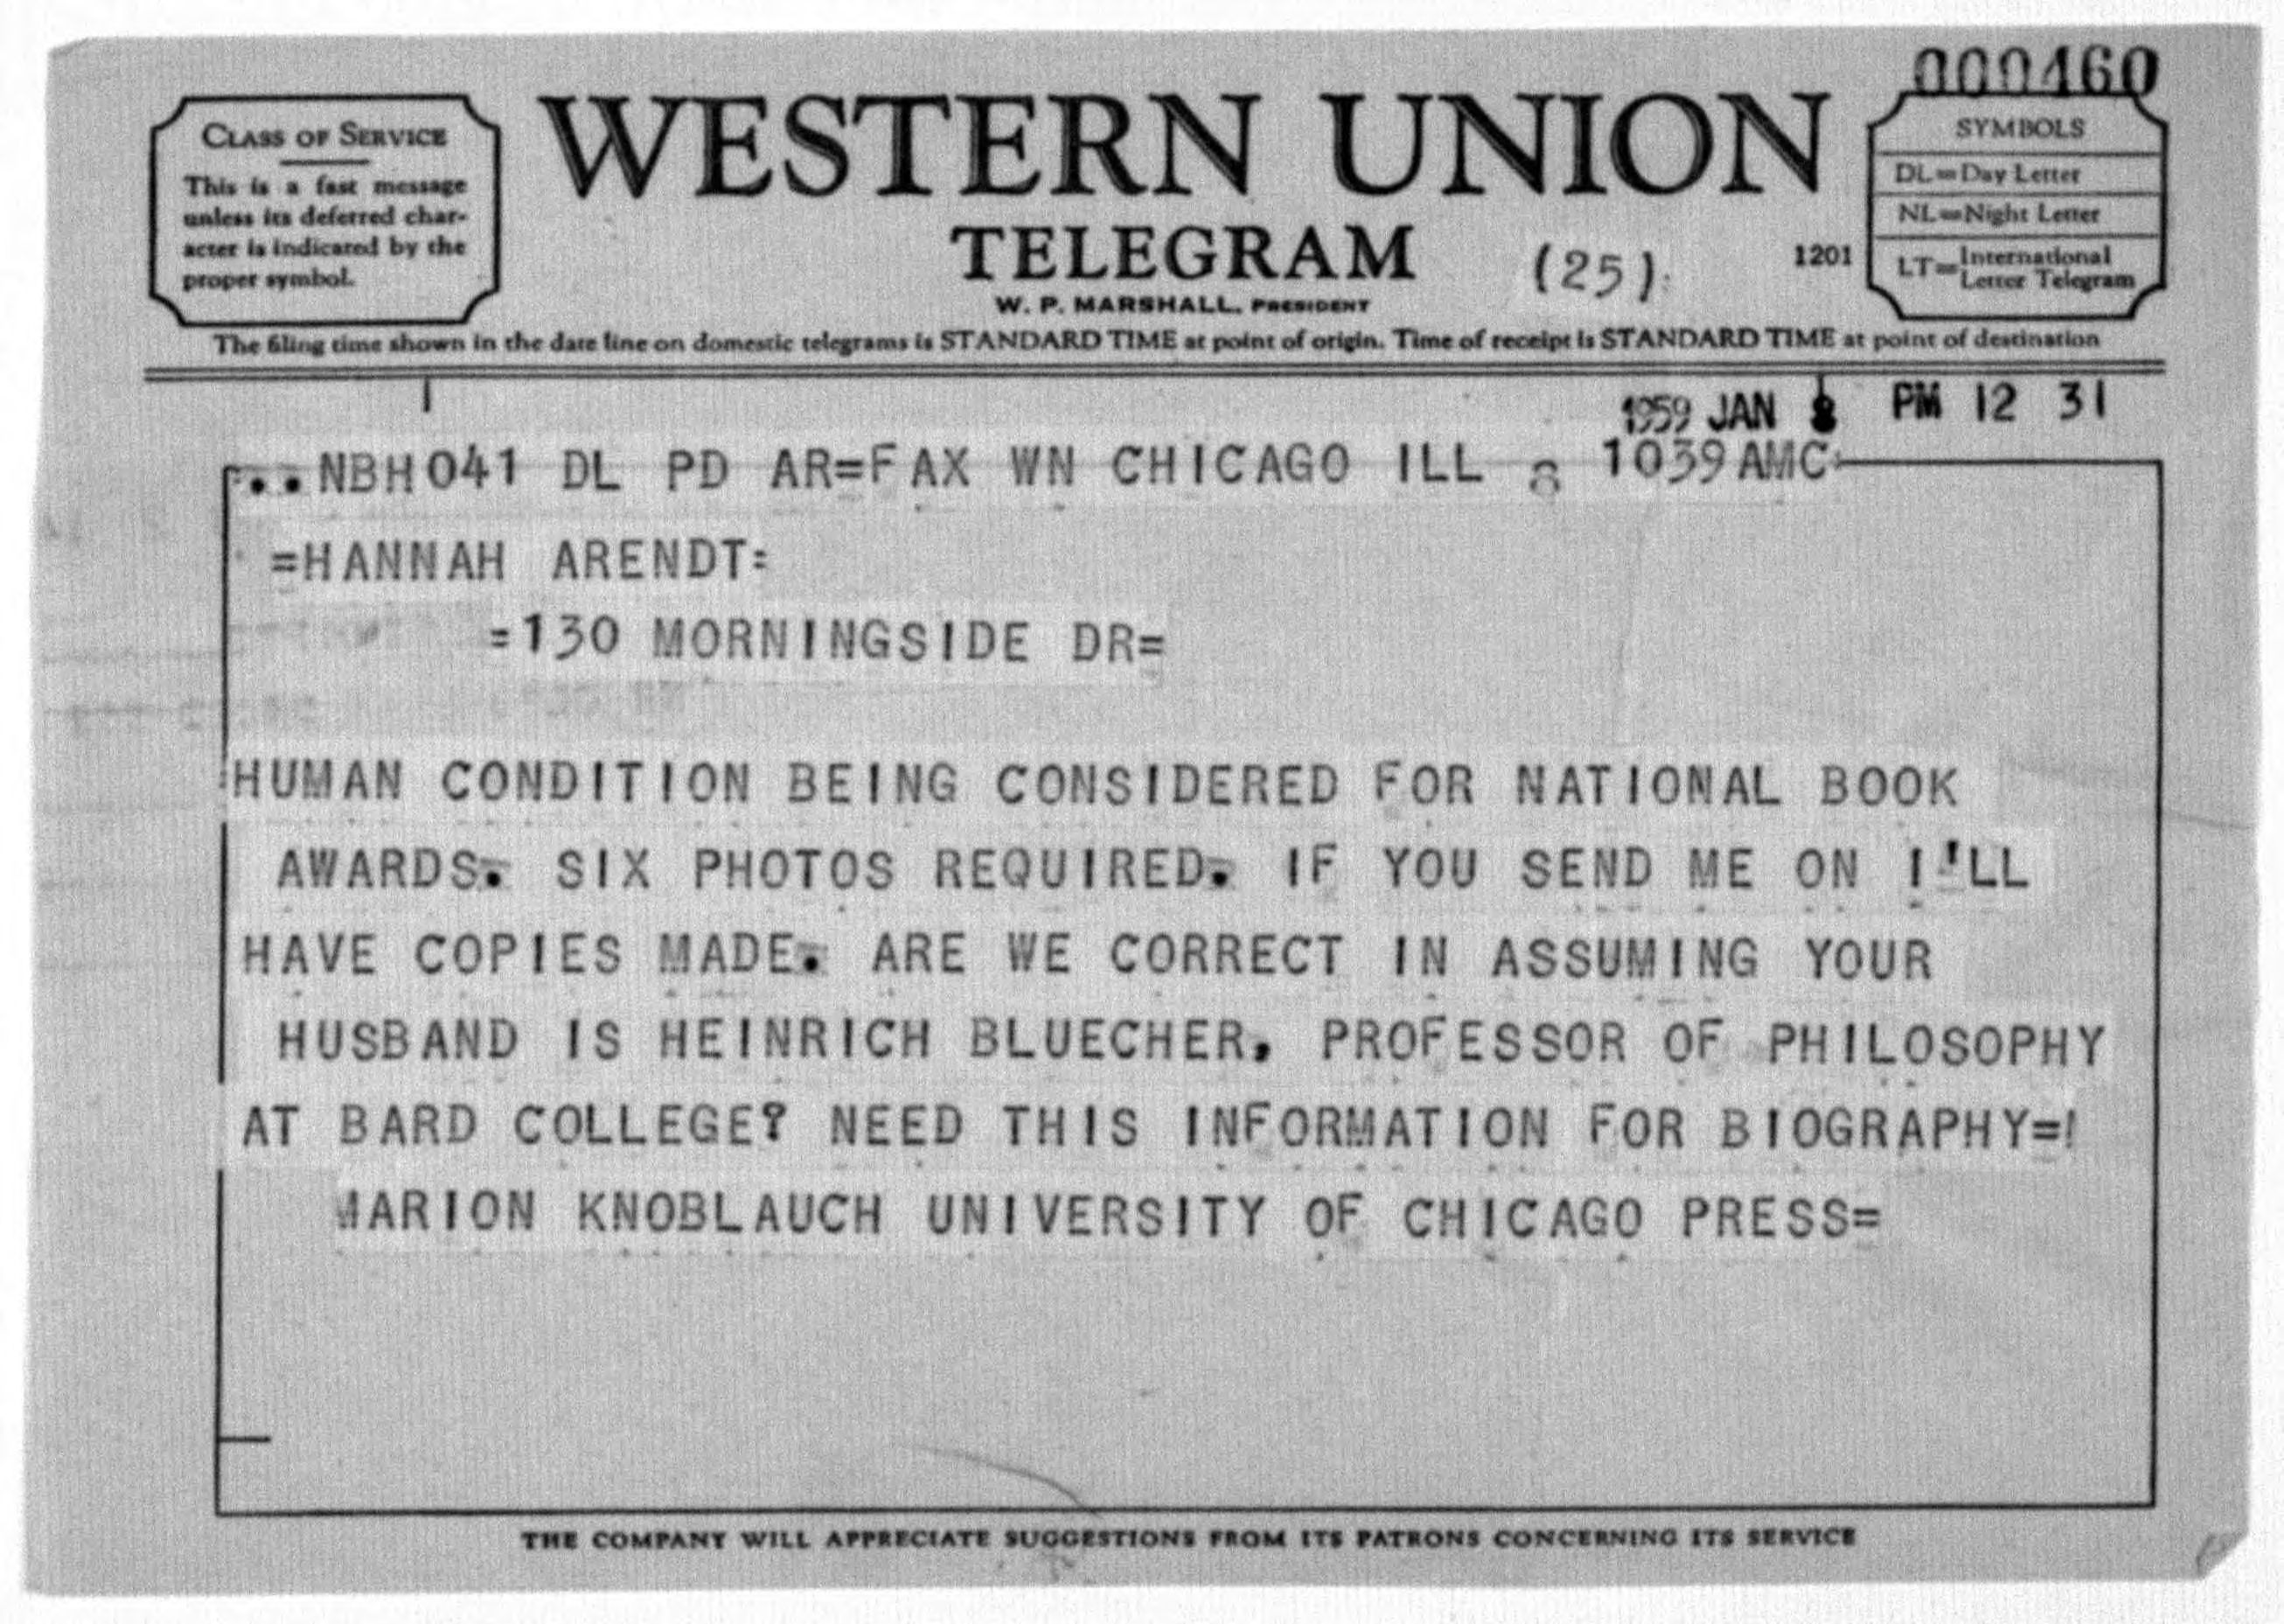 000460
CLASS OF SERVICE
This is a fast message
unless its deferred char-
acter is indicated by the
proper symbol.
WESTERN UNION
TELEGRAM
W. P. MARSHALL, PRESIDENT
(25)
1201
SYMBOLS
DL=Day Letter
NL=Night Letter
LT=International
Letter Telegram
The filing time shown in the date line on domestic telegrams is STANDARD TIME at point of origin. Time of receipt is STANDARD TIME at point of destination
1959 JAN 8 PM 12 31
..NBH041 DL PD AR=FAX WN CHICAGO ILL 8 1039AMC
=HANNAH ARENDT=
=130 MORNINGSIDE DR=
:HUMAN CONDITION BEING CONSIDERED FOR NATIONAL BOOK
AWARDS. SIX PHOTOS REQUIRED. IF YOU SEND ME ON I'LL
HAVE COPIES MADE. ARE WE CORRECT IN ASSUMING YOUR
HUSBAND IS HEINRICH BLUECHER, PROFESSOR OF PHILOSOPHY
AT BARD COLLEGE? NEED THIS INFORMATION FOR BIOGRAPHY=!
MARION KNOBLAUCH UNIVERSITY OF CHICAGO PRESS=
THE COMPANY WILL APPRECIATE SUGGESTIONS FROM ITS PATRONS CONCERNING ITS SERVICE